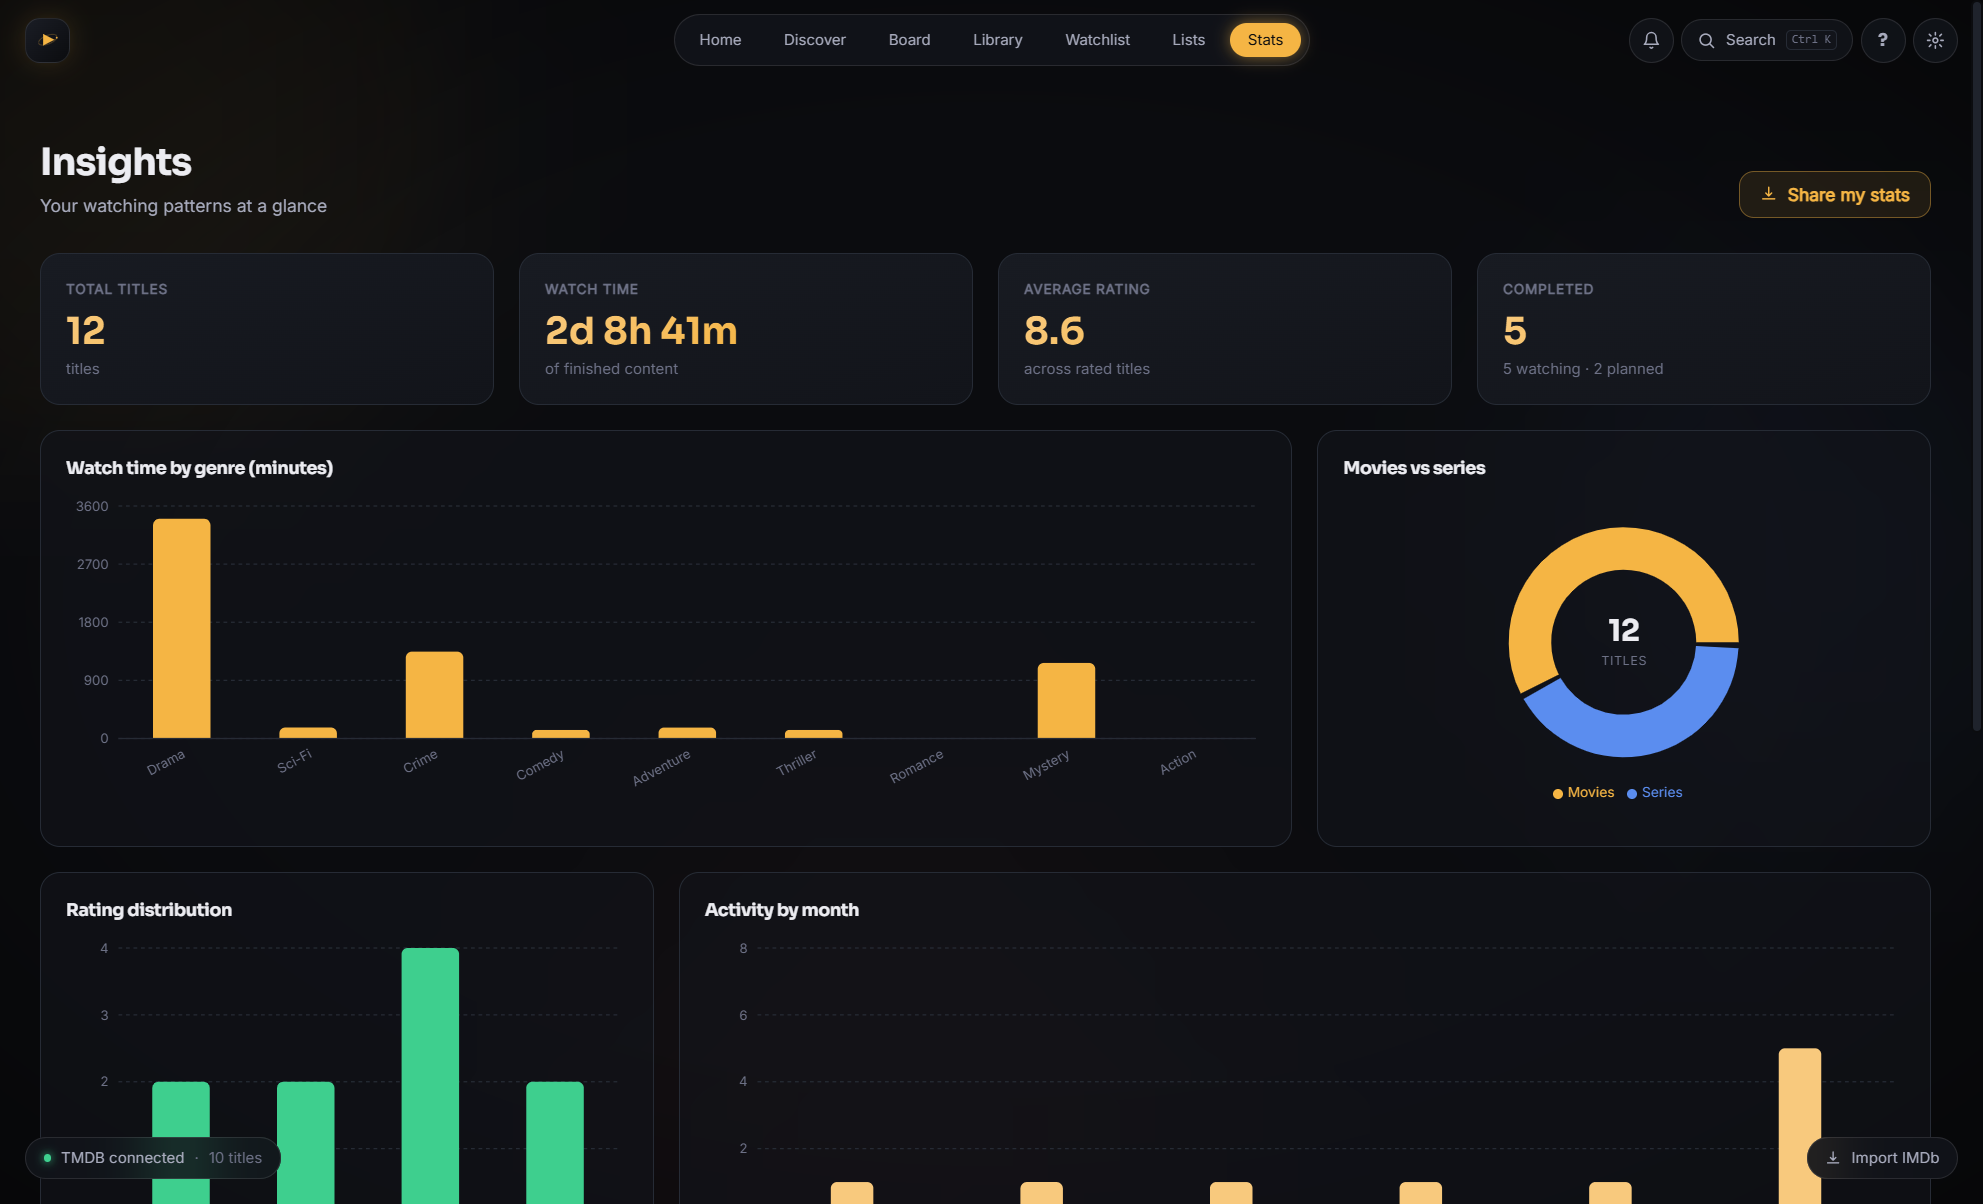 Home Discover Board Library Watchlist Lists Stats
Search Ctrl K ?
Insights
Your watching patterns at a glance
Share my stats
TOTAL TITLES
12
titles
WATCH TIME
2d 8h 41m
of finished content
AVERAGE RATING
8.6
across rated titles
COMPLETED
5
5 watching · 2 planned
Watch time by genre (minutes)
3600
2700
1800
900
0
Drama Sci-Fi Crime Comedy Adventure Thriller Romance Mystery Action
Movies vs series
12
TITLES
Movies Series
Rating distribution
4
3
2
Activity by month
8
6
4
2
TMDB connected · 10 titles
Import IMDb